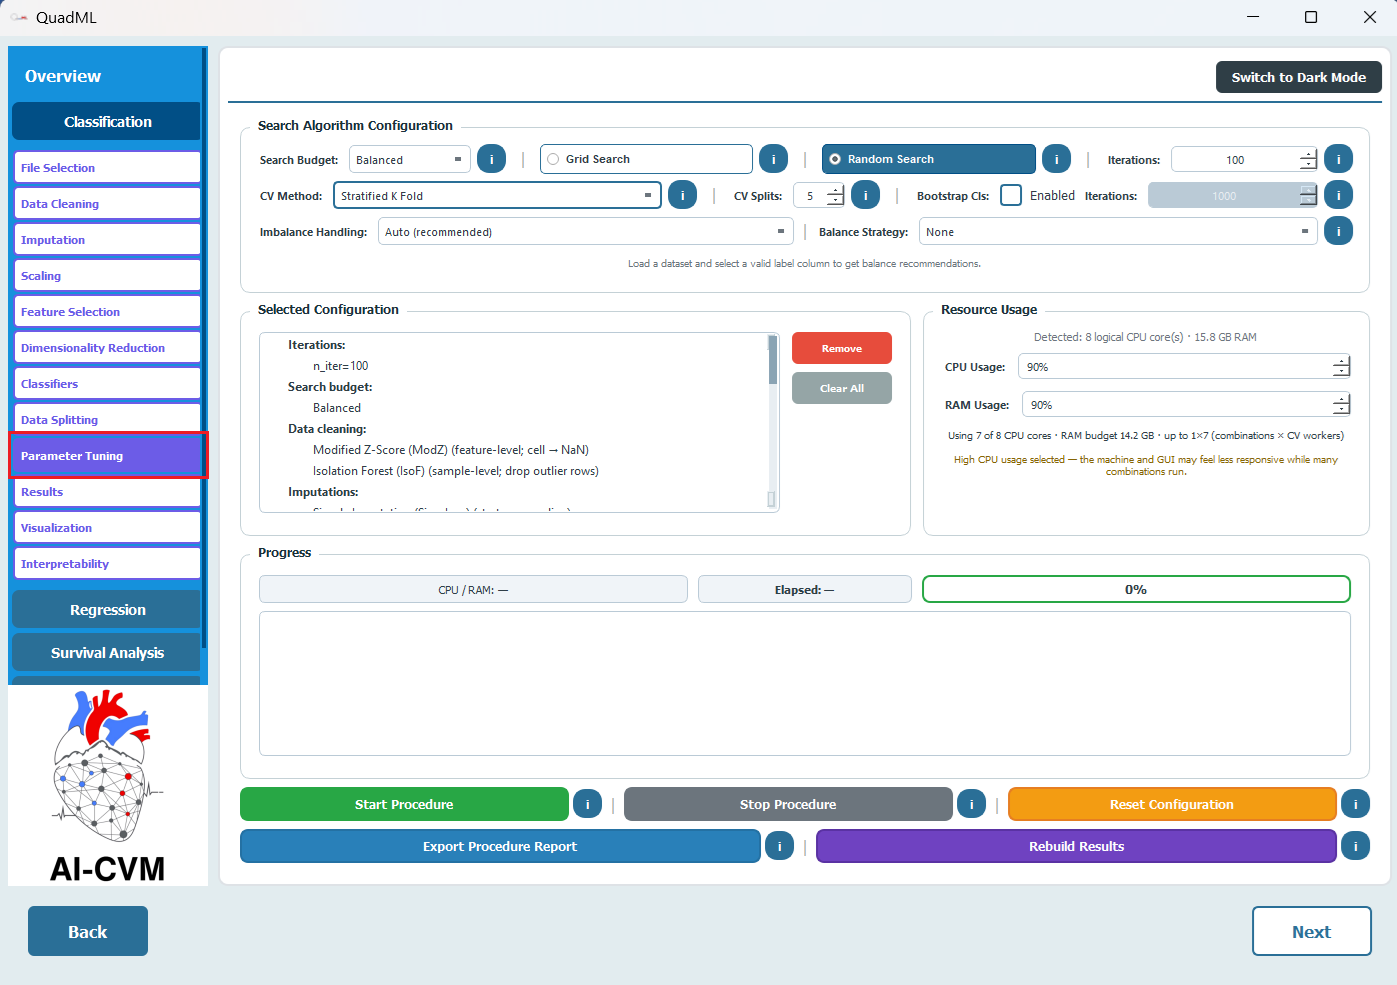 QuadML
Overview
Switch to Dark Mode
Classification
File Selection
Data Cleaning
Imputation
Scaling
Feature Selection
Dimensionality Reduction
Classifiers
Data Splitting
Parameter Tuning
Results
Visualization
Interpretability
Regression
Survival Analysis
AI-CVM
Search Algorithm Configuration
Search Budget: Balanced i | Grid Search i | Random Search i | Iterations: 100 i
CV Method: Stratified K Fold i | CV Splits: 5 i | Bootstrap CIs: Enabled Iterations: 1000 i
Imbalance Handling: Auto (recommended) | Balance Strategy: None i
Load a dataset and select a valid label column to get balance recommendations.
Selected Configuration
Iterations:
n_iter=100
Search budget:
Balanced
Data cleaning:
Modified Z-Score (ModZ) (feature-level; cell → NaN)
Isolation Forest (IsoF) (sample-level; drop outlier rows)
Imputations:
Remove
Clear All
Resource Usage
Detected: 8 logical CPU core(s) · 15.8 GB RAM
CPU Usage: 90%
RAM Usage: 90%
Using 7 of 8 CPU cores · RAM budget 14.2 GB · up to 1×7 (combinations × CV workers)
High CPU usage selected — the machine and GUI may feel less responsive while many
combinations run.
Progress
CPU / RAM: —
Elapsed: —
0%
Start Procedure i | Stop Procedure i | Reset Configuration i
Export Procedure Report i | Rebuild Results i
Back
Next